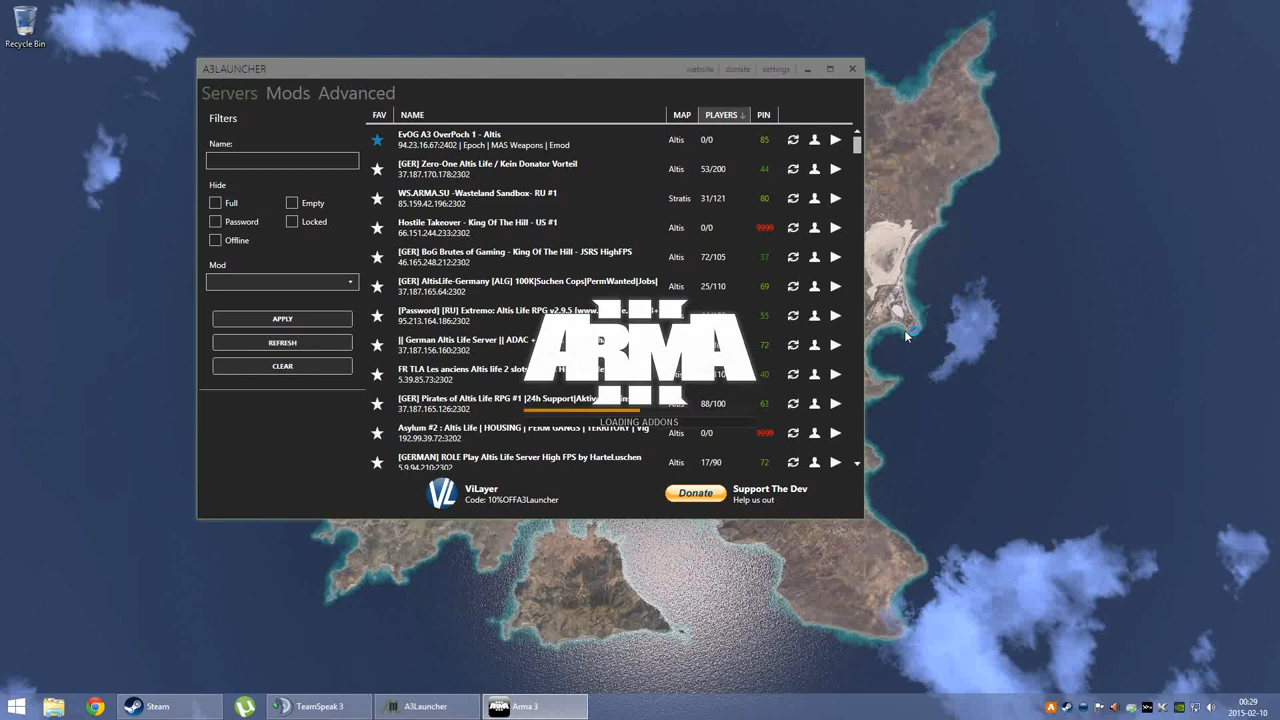 Recycle Bin
A3LAUNCHER
website
donate
settings
Servers Mods Advanced
Filters
Name:
Hide
Full
Empty
Password
Locked
Offline
Mod
APPLY
REFRESH
CLEAR
FAV NAME MAP PLAYERS PIN
EvOG A3 OverPoch 1 - Altis
94.23.16.67:2402 | Epoch | MAS Weapons | Emod
Altis 0/0 85
[GER] Zero-One Altis Life / Kein Donator Vorteil
37.187.170.178:2302
Altis 53/200 44
WS.ARMA.SU -Wasteland Sandbox- RU #1
85.159.42.196:2302
Stratis 31/121 80
Hostile Takeover - King Of The Hill - US #1
66.151.244.233:2302
Altis 0/0 9999
[GER] BoG Brutes of Gaming - King Of The Hill - JSRS HighFPS
46.165.248.212:2302
Altis 72/105 37
[GER] AltisLife-Germany [ALG] 100K|Suchen Cops|PermWanted|Jobs|
37.187.165.64:2302
Altis 25/110 69
[Password] [RU] Extremo: Altis Life RPG v2.9.5 [www.
95.213.164.186:2302
55
|| German Altis Life Server || ADAC +
37.187.156.160:2302
72
FR TLA Les anciens Altis life 2 slots
5.39.85.73:2302
40
[GER] Pirates of Altis Life RPG #1 |24h Support|Aktiv
37.187.165.126:2302
Altis 88/100 63
Asylum #2 : Altis Life | HOUSING | PERM GANGS | TERRITORY | Vig
192.99.39.72:3202
Altis 0/0 9999
[GERMAN] ROLE Play Altis Life Server High FPS by HarteLuschen
5.9.94.210:2302
Altis 17/90 72
ARMA
III
LOADING ADDONS
VL
ViLayer
Code: 10%OFFA3Launcher
Donate
Support The Dev
Help us out
Steam
TeamSpeak 3
A3Launcher
Arma 3
00:29
2015-02-10